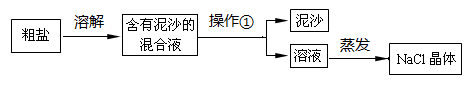 粗盐
溶解
含有泥沙的
混合液
操作①
泥沙
溶液
蒸发
NaCl 晶体